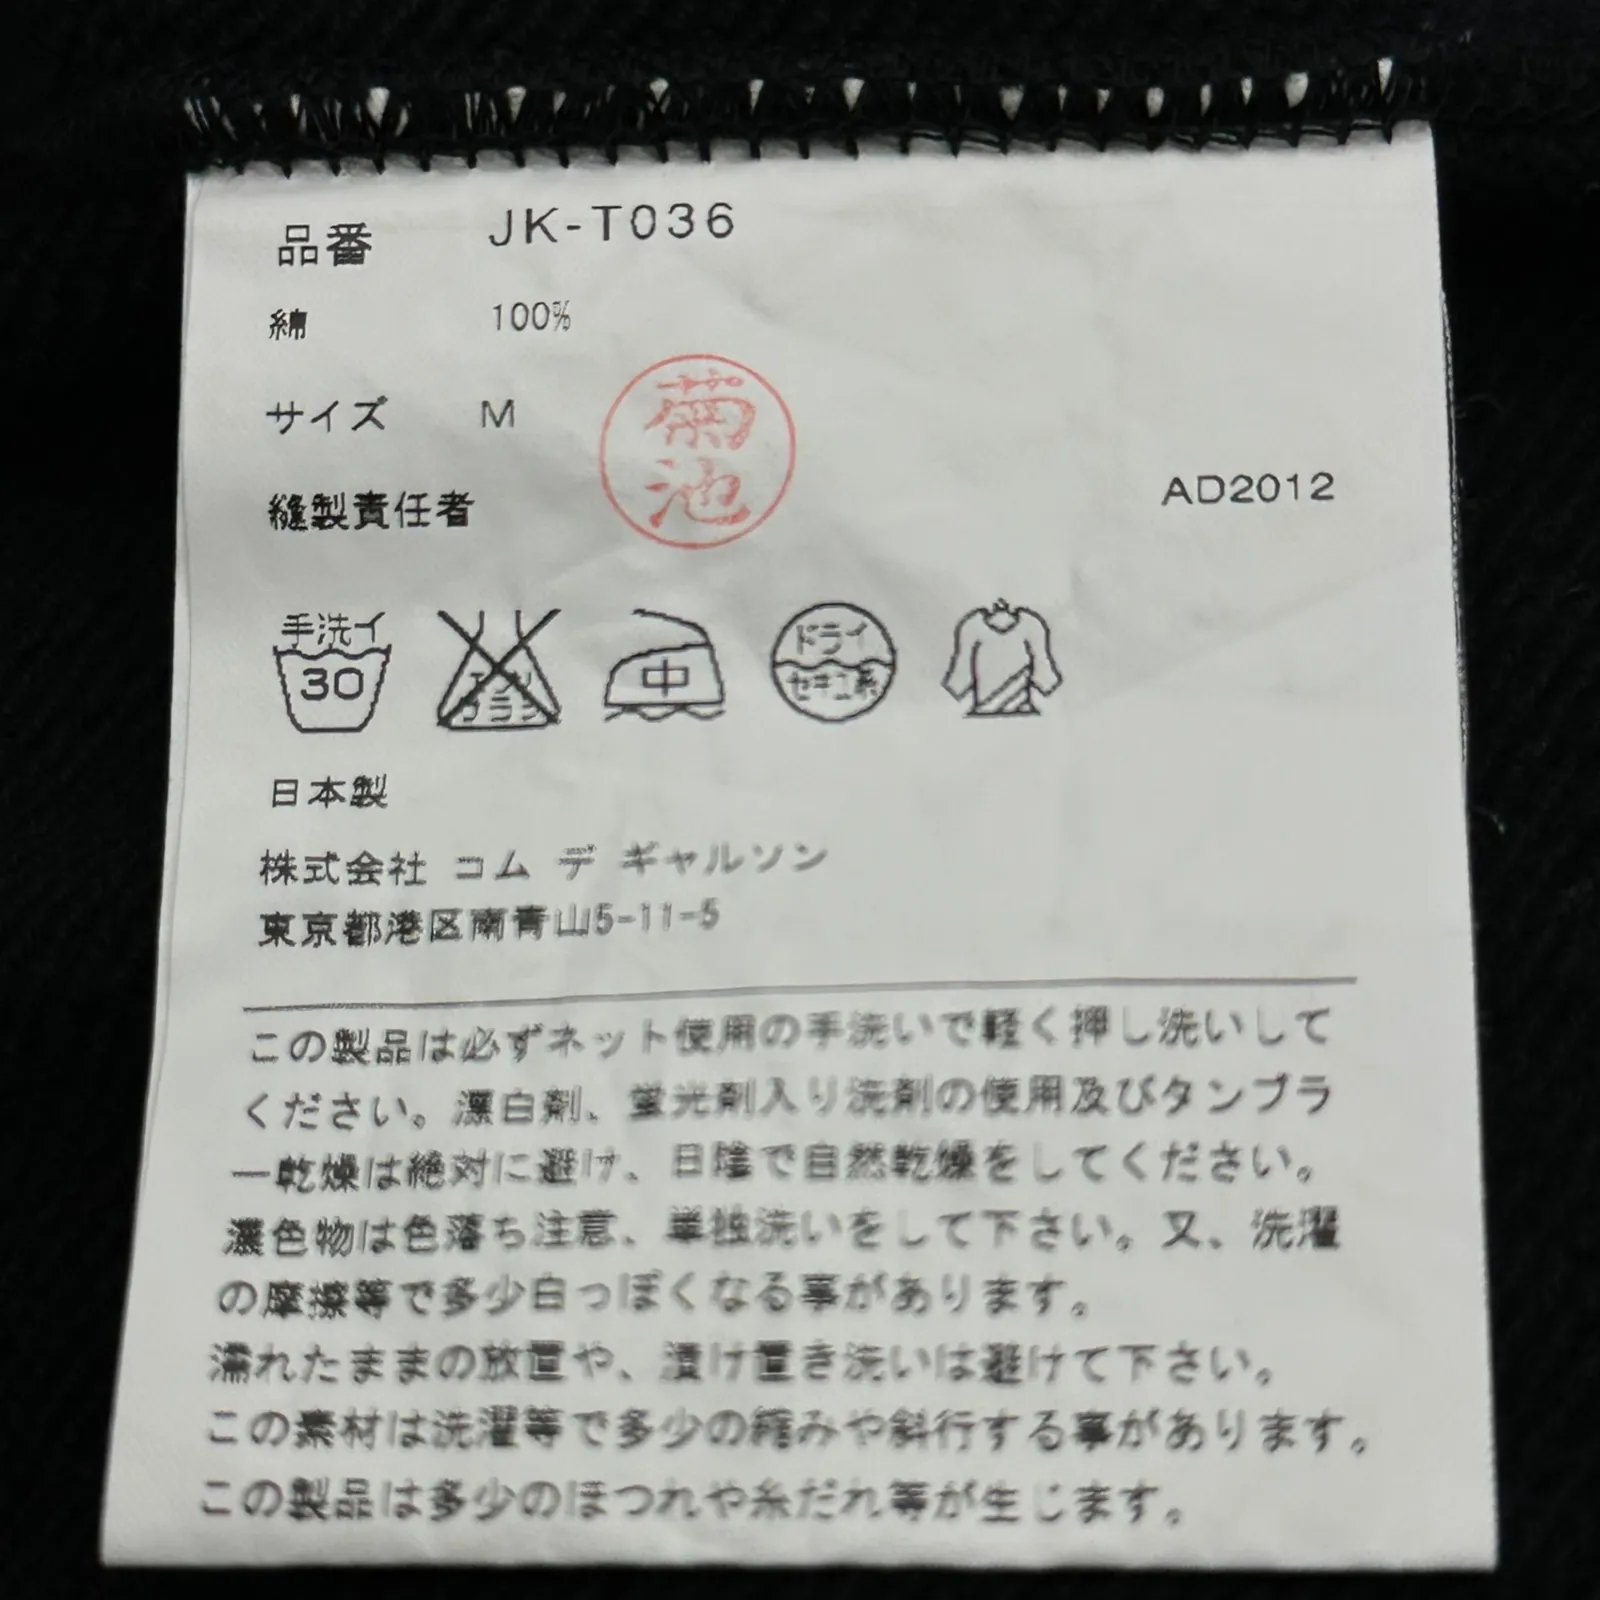 品番 JK-T036
綿 100%
サイズ M
菊池
縫製責任者
AD2012
手洗イ
30
エンソ
サラシ
中
ドライ
セキユ系
日本製
株式会社 コム デ ギャルソン
東京都港区南青山5-11-5
この製品は必ずネット使用の手洗いで軽く押し洗いして
ください。漂白剤、蛍光剤入り洗剤の使用及びタンブラ
ー乾燥は絶対に避け、日陰で自然乾燥をしてください。
濃色物は色落ち注意、単独洗いをして下さい。又、洗濯
の摩擦等で多少白っぽくなる事があります。
濡れたままの放置や、漬け置き洗いは避けて下さい。
この素材は洗濯等で多少の縮みや斜行する事があります。
この製品は多少のほつれや糸だれ等が生じます。